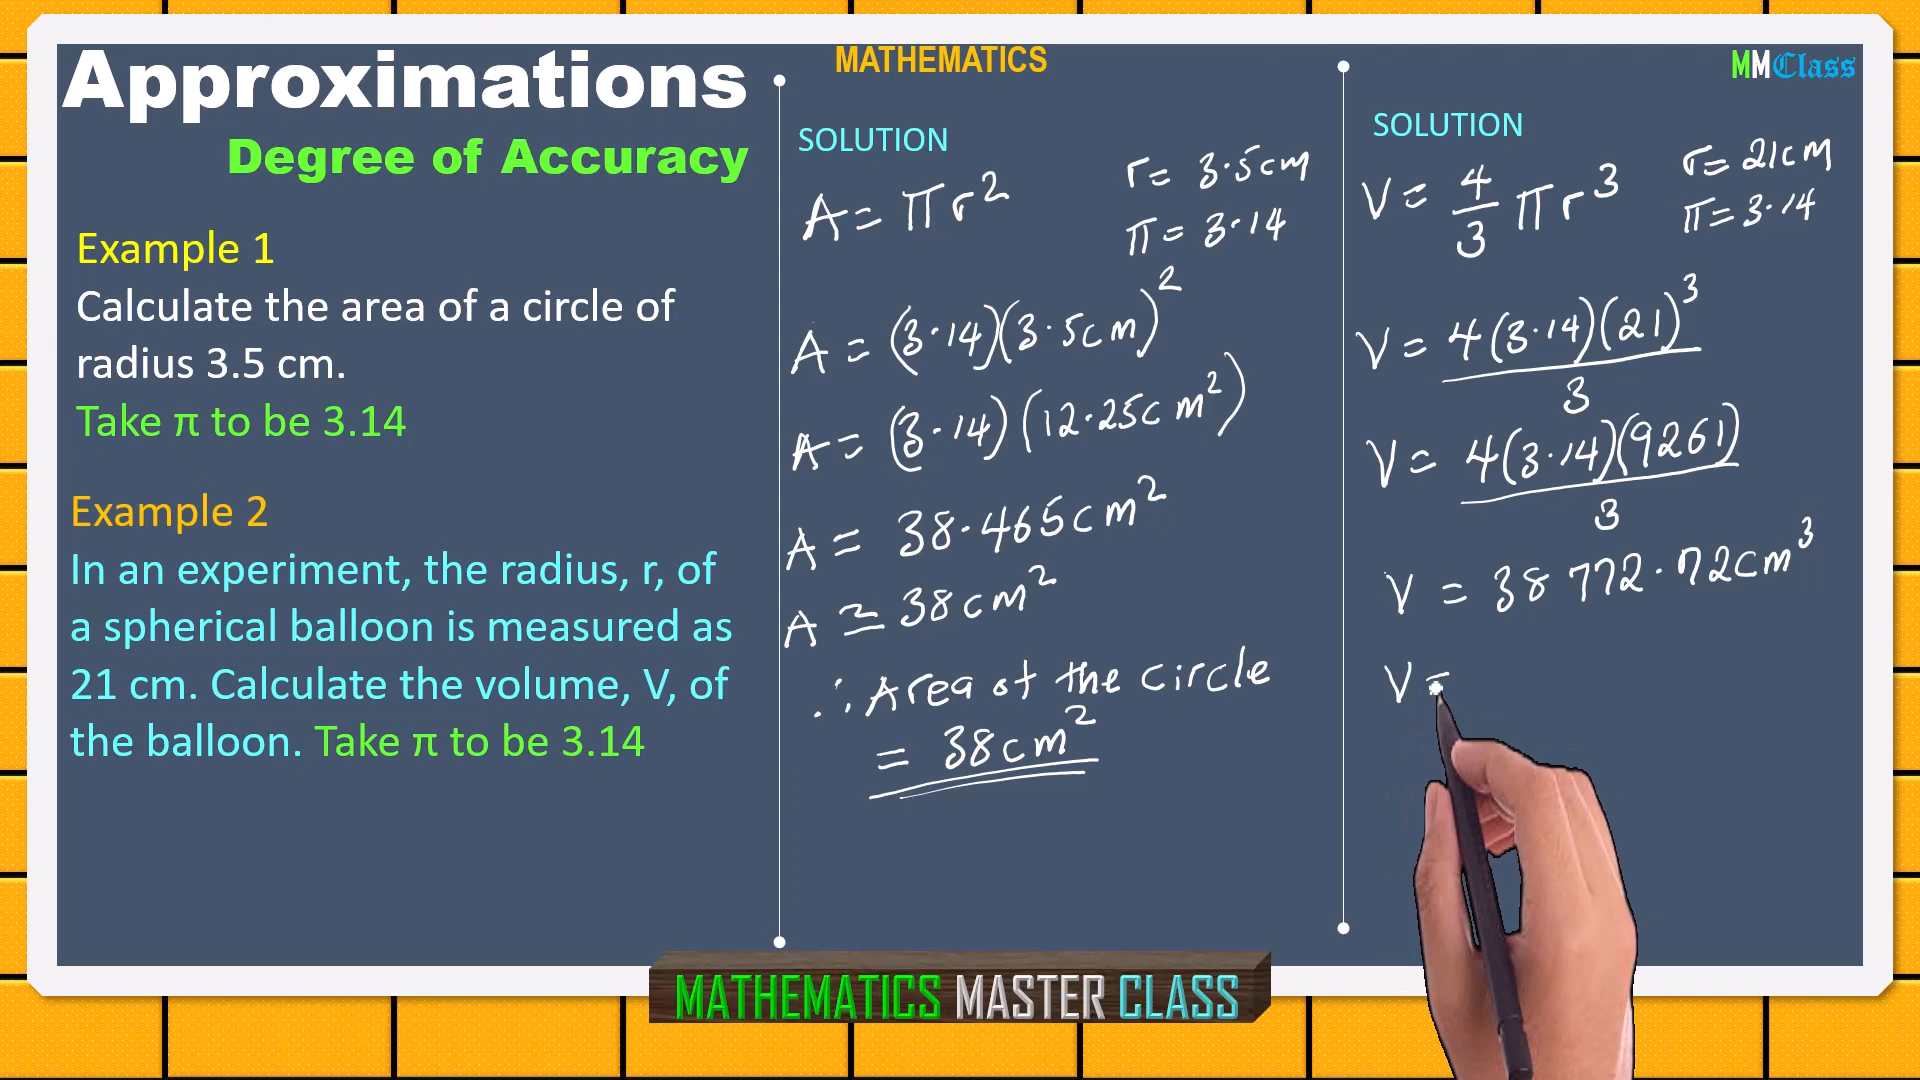 Approximations
Degree of Accuracy
Example 1
Calculate the area of a circle of
radius 3.5 cm.
Take π to be 3.14
Example 2
In an experiment, the radius, r, of
a spherical balloon is measured as
21 cm. Calculate the volume, V, of
the balloon. Take π to be 3.14
MATHEMATICS
SOLUTION
r = 3·5cm
A = πr²
π = 3·14
A = (3·14)(3·5cm)²
A = (3·14)(12·25cm²)
A = 38·465cm²
A ≃ 38cm²
∴ Area of the circle
= 38cm²
MMClass
SOLUTION
r = 21cm
V = 4/3 πr³
π = 3·14
V = 4(3·14)(21)³
3
V = 4(3·14)(9261)
3
V = 38 772·72cm³
V =
MATHEMATICS MASTER CLASS